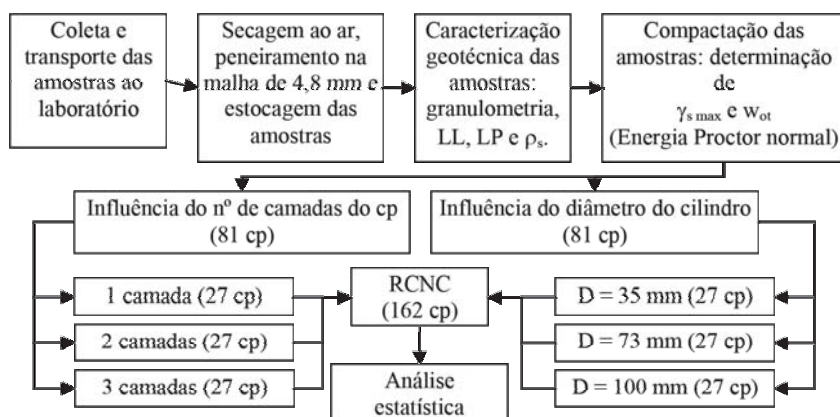 Coleta e
transporte das
amostras ao
laboratório
Secagem ao ar,
peneiramento na
malha de 4,8 mm e
estocagem das
amostras
Caracterização
geotécnica das
amostras:
granulometria,
LL, LP e ρs.
Compactação das
amostras: determinação
de
γs max e wot
(Energia Proctor normal)
Influência do nº de camadas do cp
(81 cp)
Influência do diâmetro do cilindro
(81 cp)
1 camada (27 cp)
2 camadas (27 cp)
3 camadas (27 cp)
RCNC
(162 cp)
D = 35 mm (27 cp)
D = 73 mm (27 cp)
D = 100 mm (27 cp)
Análise
estatística